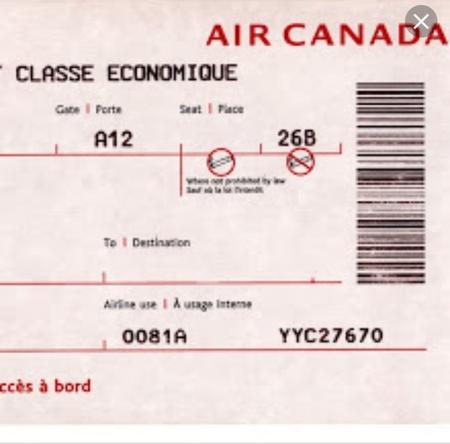 AIR CANADA
CLASSE ECONOMIQUE
Gate | Porte
Seat | Place
A12
26B
Where not prohibited by law
Sauf où la loi l'interdit
To | Destination
Airline use | À usage interne
0081A
YYC27670
ccès à bord